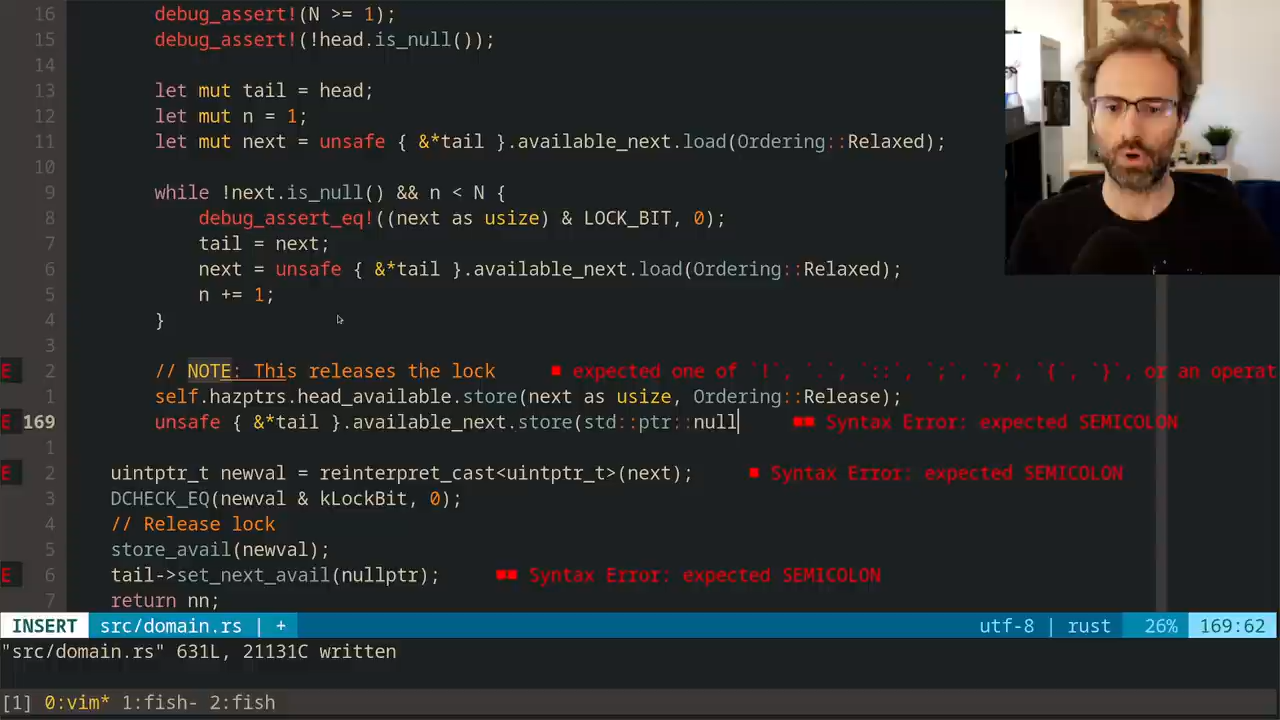 16 debug_assert!(N >= 1);
15 debug_assert!(!head.is_null());
14
13 let mut tail = head;
12 let mut n = 1;
11 let mut next = unsafe { &*tail }.available_next.load(Ordering::Relaxed);
10
9 while !next.is_null() && n < N {
8 debug_assert_eq!((next as usize) & LOCK_BIT, 0);
7 tail = next;
6 next = unsafe { &*tail }.available_next.load(Ordering::Relaxed);
5 n += 1;
4 }
3
E 2 // NOTE: This releases the lock ■ expected one of `!`, `.`, `::`, `;`, `?`, `{`, `}`, or an operat
1 self.hazptrs.head_available.store(next as usize, Ordering::Release);
E 169 unsafe { &*tail }.available_next.store(std::ptr::null ■■ Syntax Error: expected SEMICOLON
1
E 2 uintptr_t newval = reinterpret_cast<uintptr_t>(next); ■ Syntax Error: expected SEMICOLON
3 DCHECK_EQ(newval & kLockBit, 0);
4 // Release lock
5 store_avail(newval);
E 6 tail->set_next_avail(nullptr); ■■ Syntax Error: expected SEMICOLON
7 return nn;
INSERT src/domain.rs | + utf-8 | rust 26% 169:62
"src/domain.rs" 631L, 21131C written
[1] 0:vim* 1:fish- 2:fish